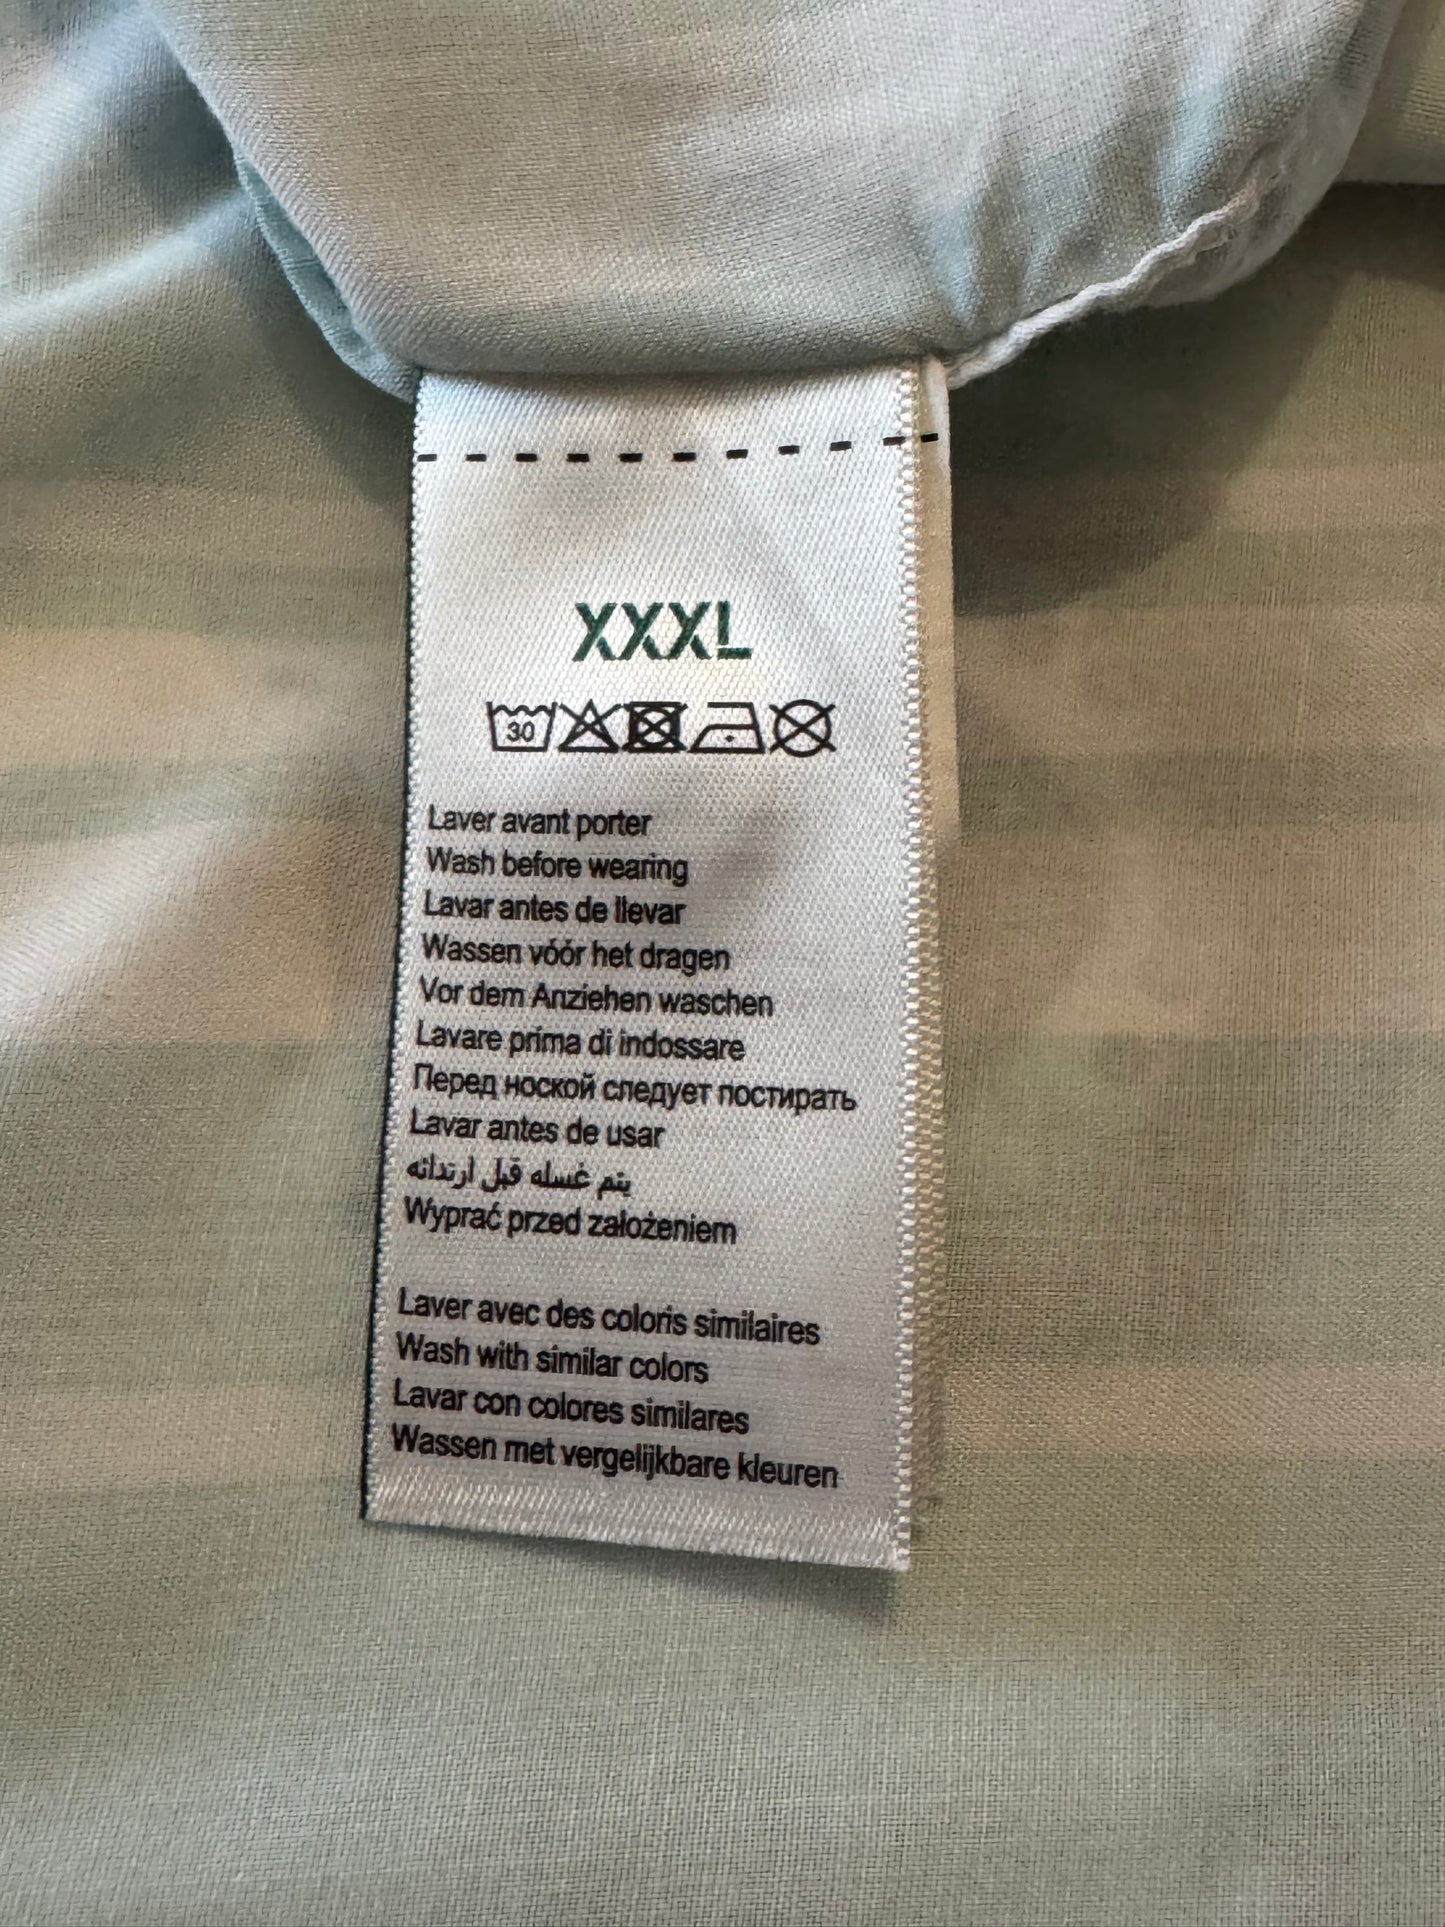 XXXL
30
Laver avant porter
Wash before wearing
Lavar antes de llevar
Wassen vóór het dragen
Vor dem Anziehen waschen
Lavare prima di indossare
Перед ноской следует постирать
Lavar antes de usar
يتم غسله قبل ارتدائه
Wyprać przed założeniem
Laver avec des coloris similaires
Wash with similar colors
Lavar con colores similares
Wassen met vergelijkbare kleuren